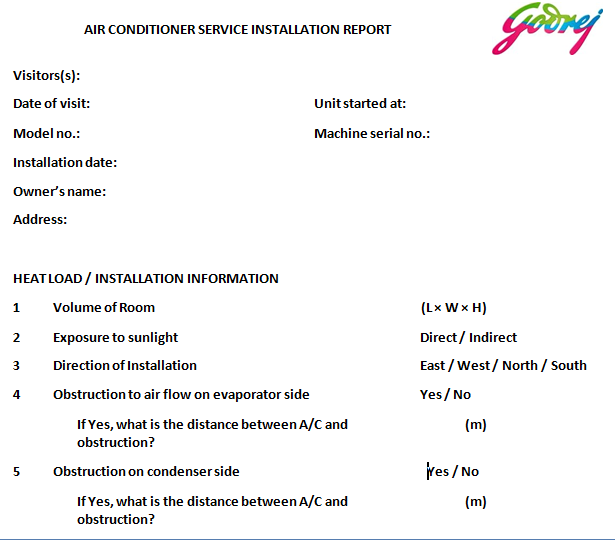 AIR CONDITIONER SERVICE INSTALLATION REPORT
Godrej
Visitors(s):
Date of visit: Unit started at:
Model no.: Machine serial no.:
Installation date:
Owner's name:
Address:
HEAT LOAD / INSTALLATION INFORMATION
1 Volume of Room (L × W × H)
2 Exposure to sunlight Direct / Indirect
3 Direction of Installation East / West / North / South
4 Obstruction to air flow on evaporator side Yes / No
If Yes, what is the distance between A/C and (m)
obstruction?
5 Obstruction on condenser side Yes / No
If Yes, what is the distance between A/C and (m)
obstruction?